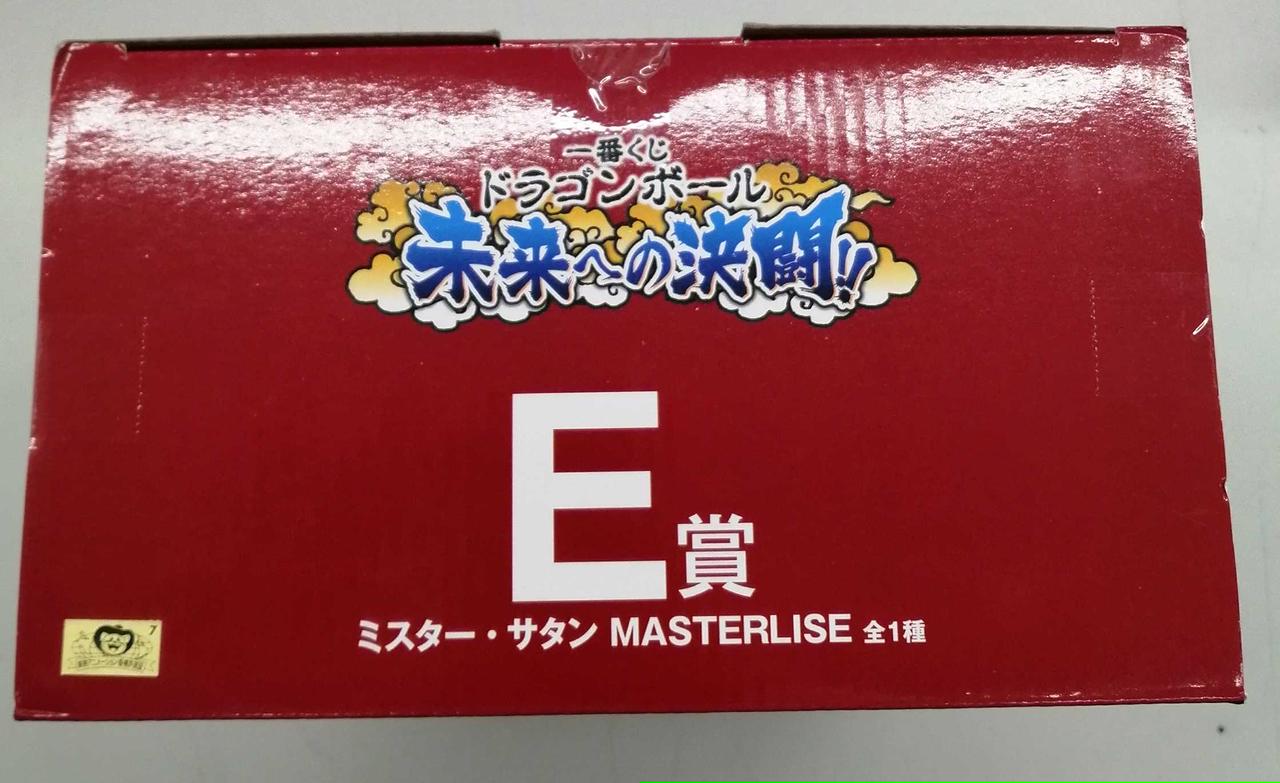 一番くじ
ドラゴンボール
未来への決闘!!
E賞
ミスター・サタン MASTERLISE 全1種
7